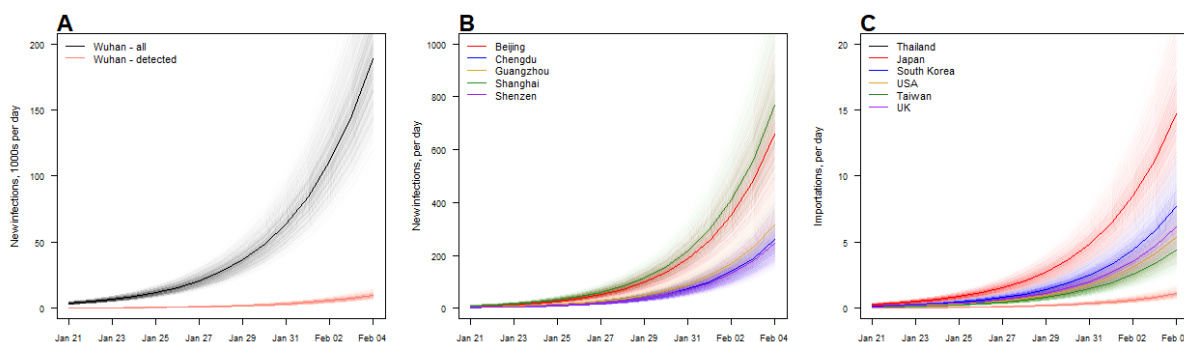 A
200
150
100
50
0
New infections, 1000s per day
Wuhan - all
Wuhan - detected
Jan 21 Jan 23 Jan 25 Jan 27 Jan 29 Jan 31 Feb 02 Feb 04
B
1000
800
600
400
200
0
New infections, per day
Beijing
Chengdu
Guangzhou
Shanghai
Shenzen
Jan 21 Jan 23 Jan 25 Jan 27 Jan 29 Jan 31 Feb 02 Feb 04
C
20
15
10
5
0
Importations, per day
Thailand
Japan
South Korea
USA
Taiwan
UK
Jan 21 Jan 23 Jan 25 Jan 27 Jan 29 Jan 31 Feb 02 Feb 0